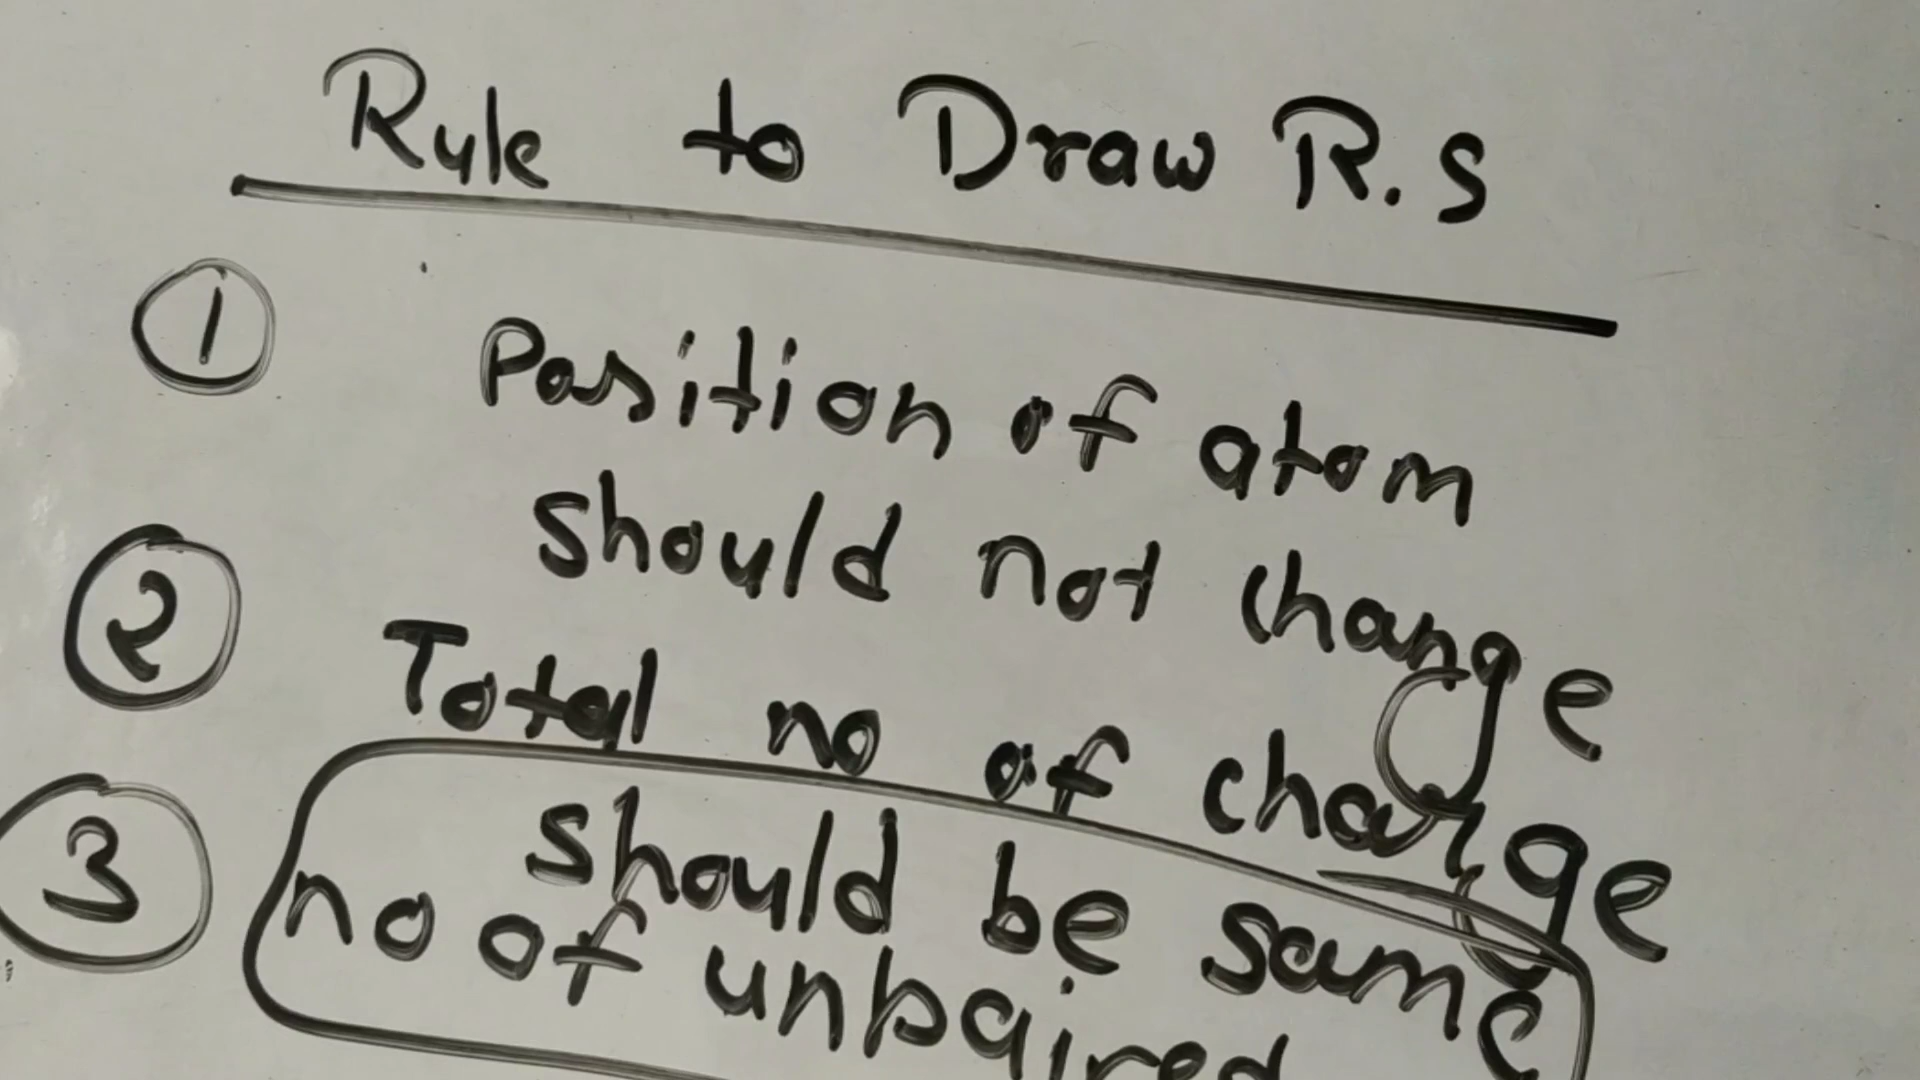 Rule to Draw R.S
1 Position of atom
should not change
2 Total no of charge
should be same
3 no of unpaired